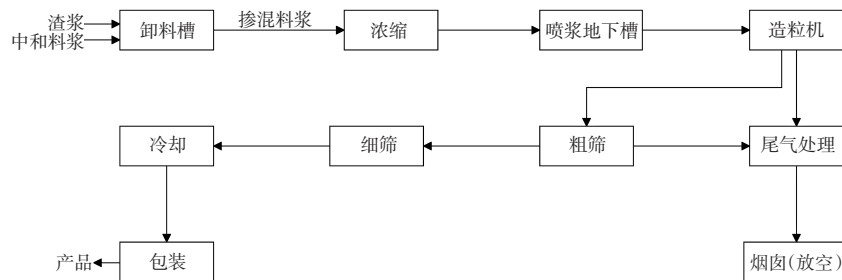 渣浆
中和料浆
卸料槽
掺混料浆
浓缩
喷浆地下槽
造粒机
冷却
细筛
粗筛
尾气处理
产品
包装
烟囱(放空)